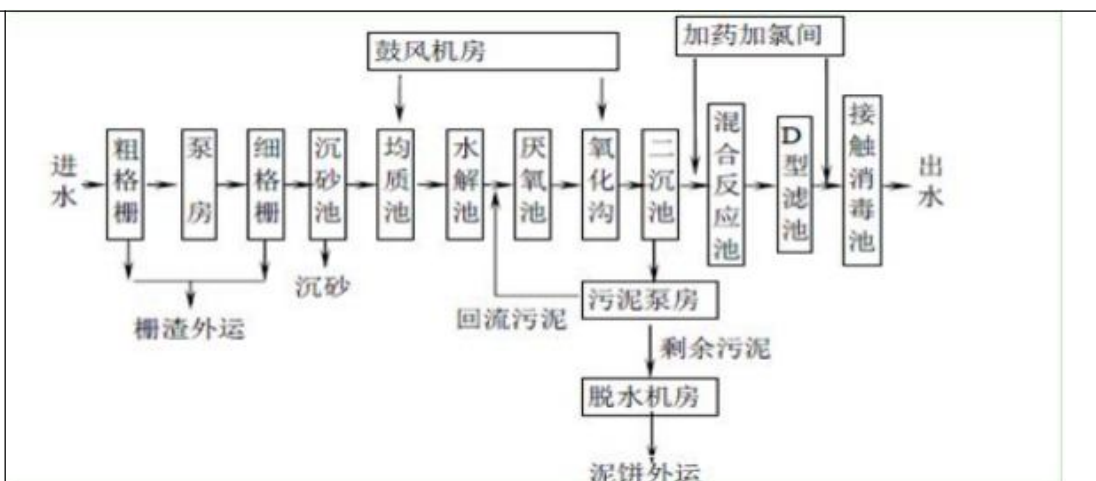 鼓风机房
加药加氯间
进水
粗格栅
泵房
细格栅
沉砂池
均质池
水解池
厌氧池
氧化沟
二沉池
混合反应池
D型滤池
接触消毒池
出水
沉砂
栅渣外运
回流污泥
污泥泵房
剩余污泥
脱水机房
泥饼外运